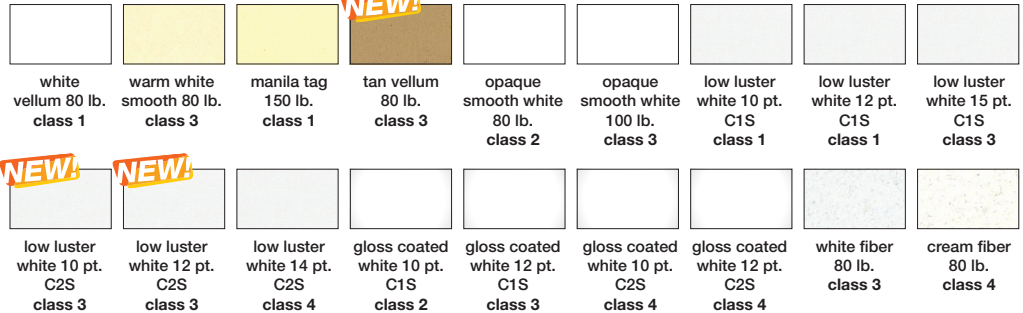 NEW!
white
vellum 80 lb.
class 1
warm white
smooth 80 lb.
class 3
manila tag
150 lb.
class 1
tan vellum
80 lb.
class 3
opaque
smooth white
80 lb.
class 2
opaque
smooth white
100 lb.
class 3
low luster
white 10 pt.
C1S
class 1
low luster
white 12 pt.
C1S
class 1
low luster
white 15 pt.
C1S
class 3
NEW!
NEW!
low luster
white 10 pt.
C2S
class 3
low luster
white 12 pt.
C2S
class 3
low luster
white 14 pt.
C2S
class 4
gloss coated
white 10 pt.
C1S
class 2
gloss coated
white 12 pt.
C1S
class 3
gloss coated
white 10 pt.
C2S
class 4
gloss coated
white 12 pt.
C2S
class 4
white fiber
80 lb.
class 3
cream fiber
80 lb.
class 4